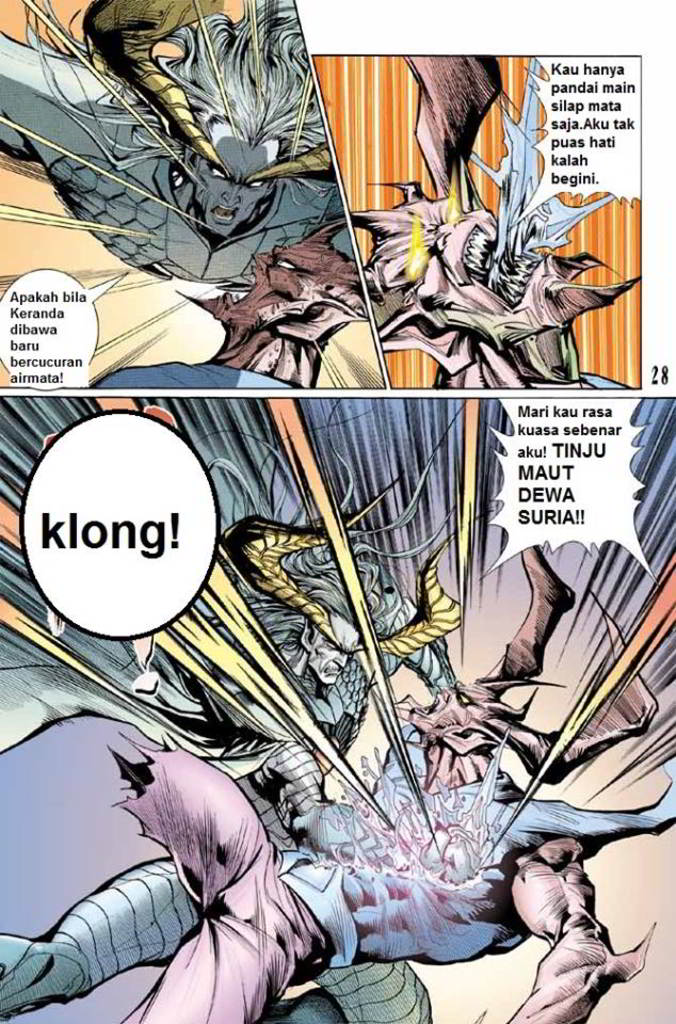 Apakah bila
Keranda
dibawa
baru
bercucuran
airmata!
Kau hanya
pandai main
silap mata
saja.Aku tak
puas hati
kalah
begini.
28
klong!
Mari kau rasa
kuasa sebenar
aku! TINJU
MAUT
DEWA
SURIA!!